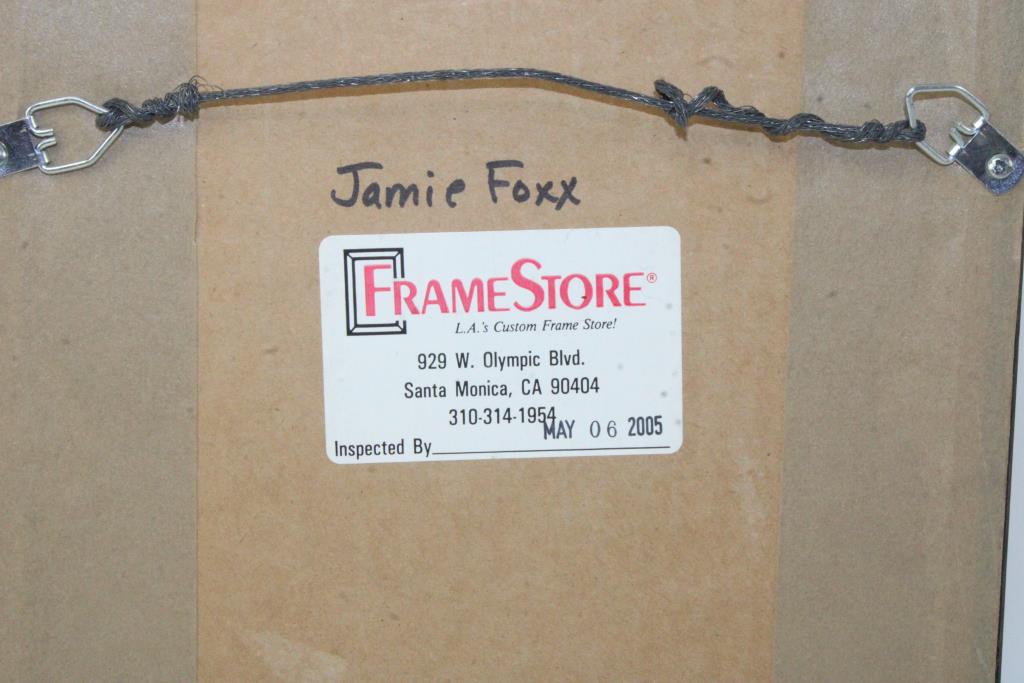 Jamie Foxx
FRAMESTORE®
L.A.'s Custom Frame Store!
929 W. Olympic Blvd.
Santa Monica, CA 90404
310-314-1954
MAY 06 2005
Inspected By